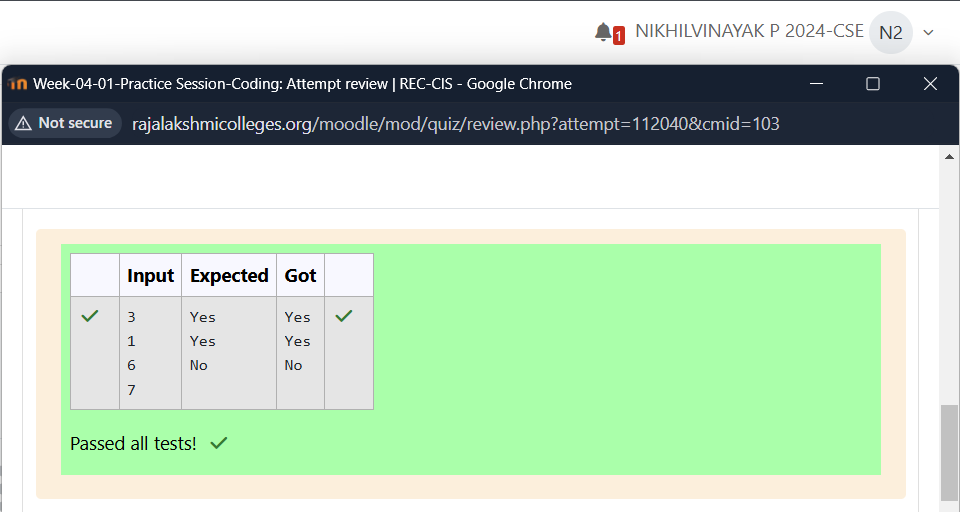 1 NIKHILVINAYAK P 2024-CSE N2
Week-04-01-Practice Session-Coding: Attempt review | REC-CIS - Google Chrome
Not secure rajalakshmicolleges.org/moodle/mod/quiz/review.php?attempt=112040&cmid=103
Input Expected Got
3 Yes Yes
1 Yes Yes
6 No No
7
Passed all tests!